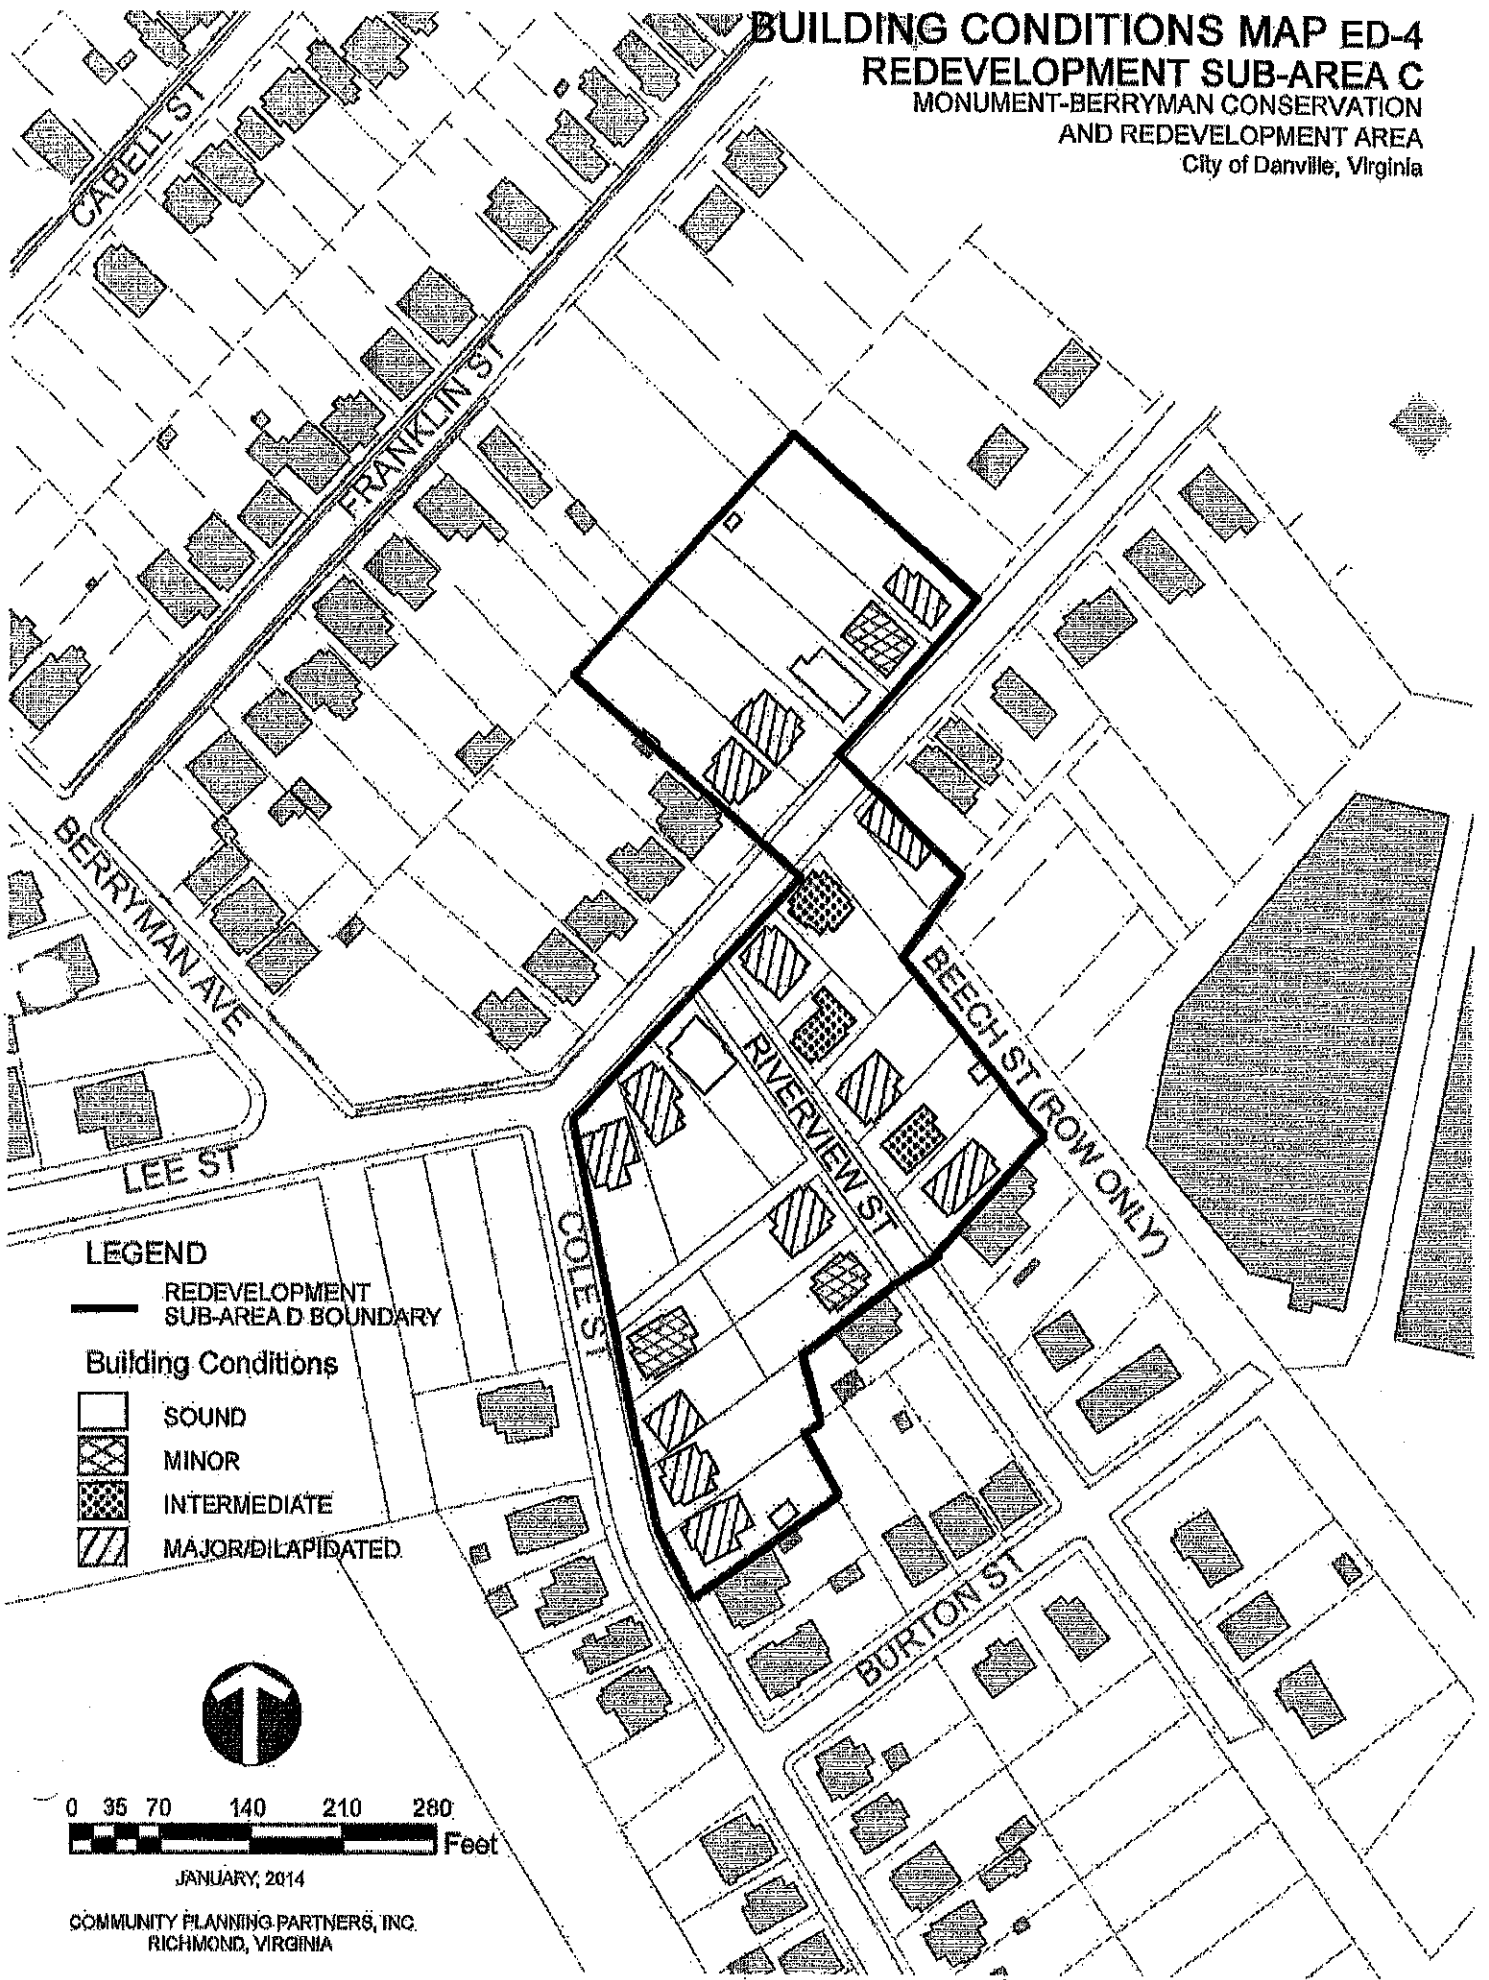 BUILDING CONDITIONS MAP ED-4
REDEVELOPMENT SUB-AREA C
MONUMENT-BERRYMAN CONSERVATION
AND REDEVELOPMENT AREA
City of Danville, Virginia
CABELL ST
FRANKLIN ST
BERRYMAN AVE
BEECH ST (ROW ONLY)
RIVERVIEW ST
LEE ST
COLE ST
BURTON ST
LEGEND
REDEVELOPMENT
SUB-AREA D BOUNDARY
Building Conditions
SOUND
MINOR
INTERMEDIATE
MAJOR/DILAPIDATED
0 35 70 140 210 280
Feet
JANUARY, 2014
COMMUNITY PLANNING PARTNERS, INC.
RICHMOND, VIRGINIA